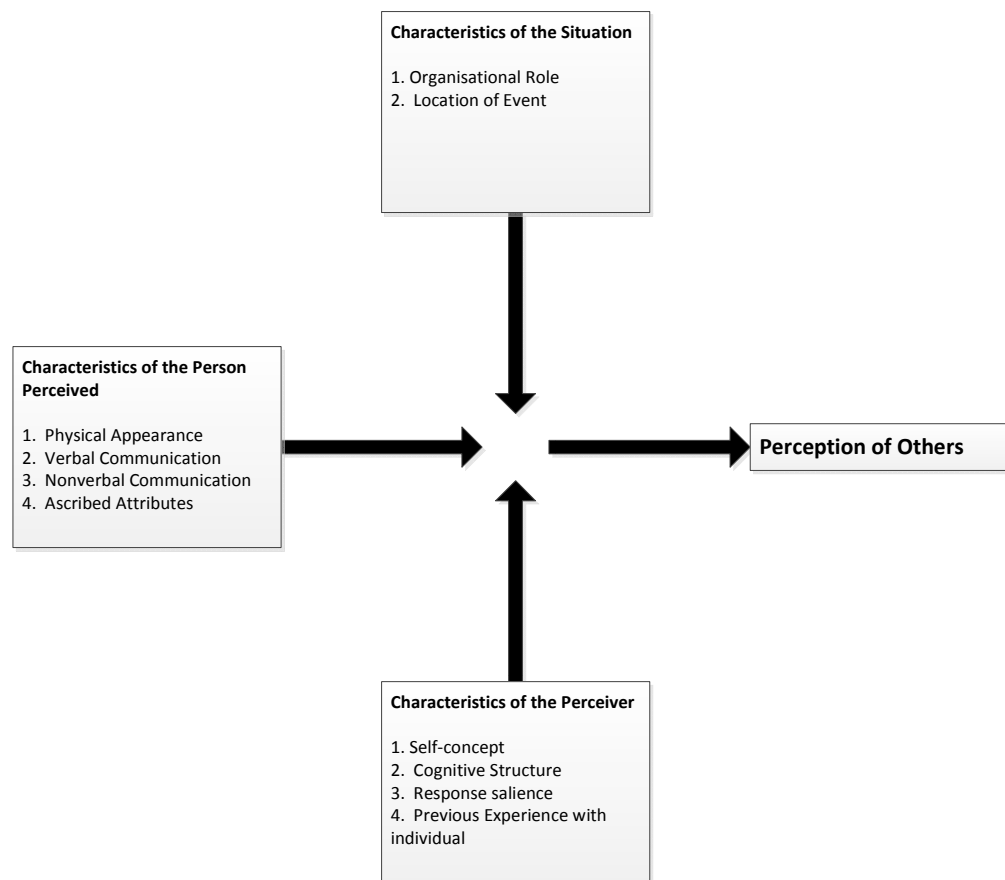 Characteristics of the Situation
1. Organisational Role
2. Location of Event
Characteristics of the Person
Perceived
1. Physical Appearance
2. Verbal Communication
3. Nonverbal Communication
4. Ascribed Attributes
Perception of Others
Characteristics of the Perceiver
1. Self-concept
2. Cognitive Structure
3. Response salience
4. Previous Experience with
individual